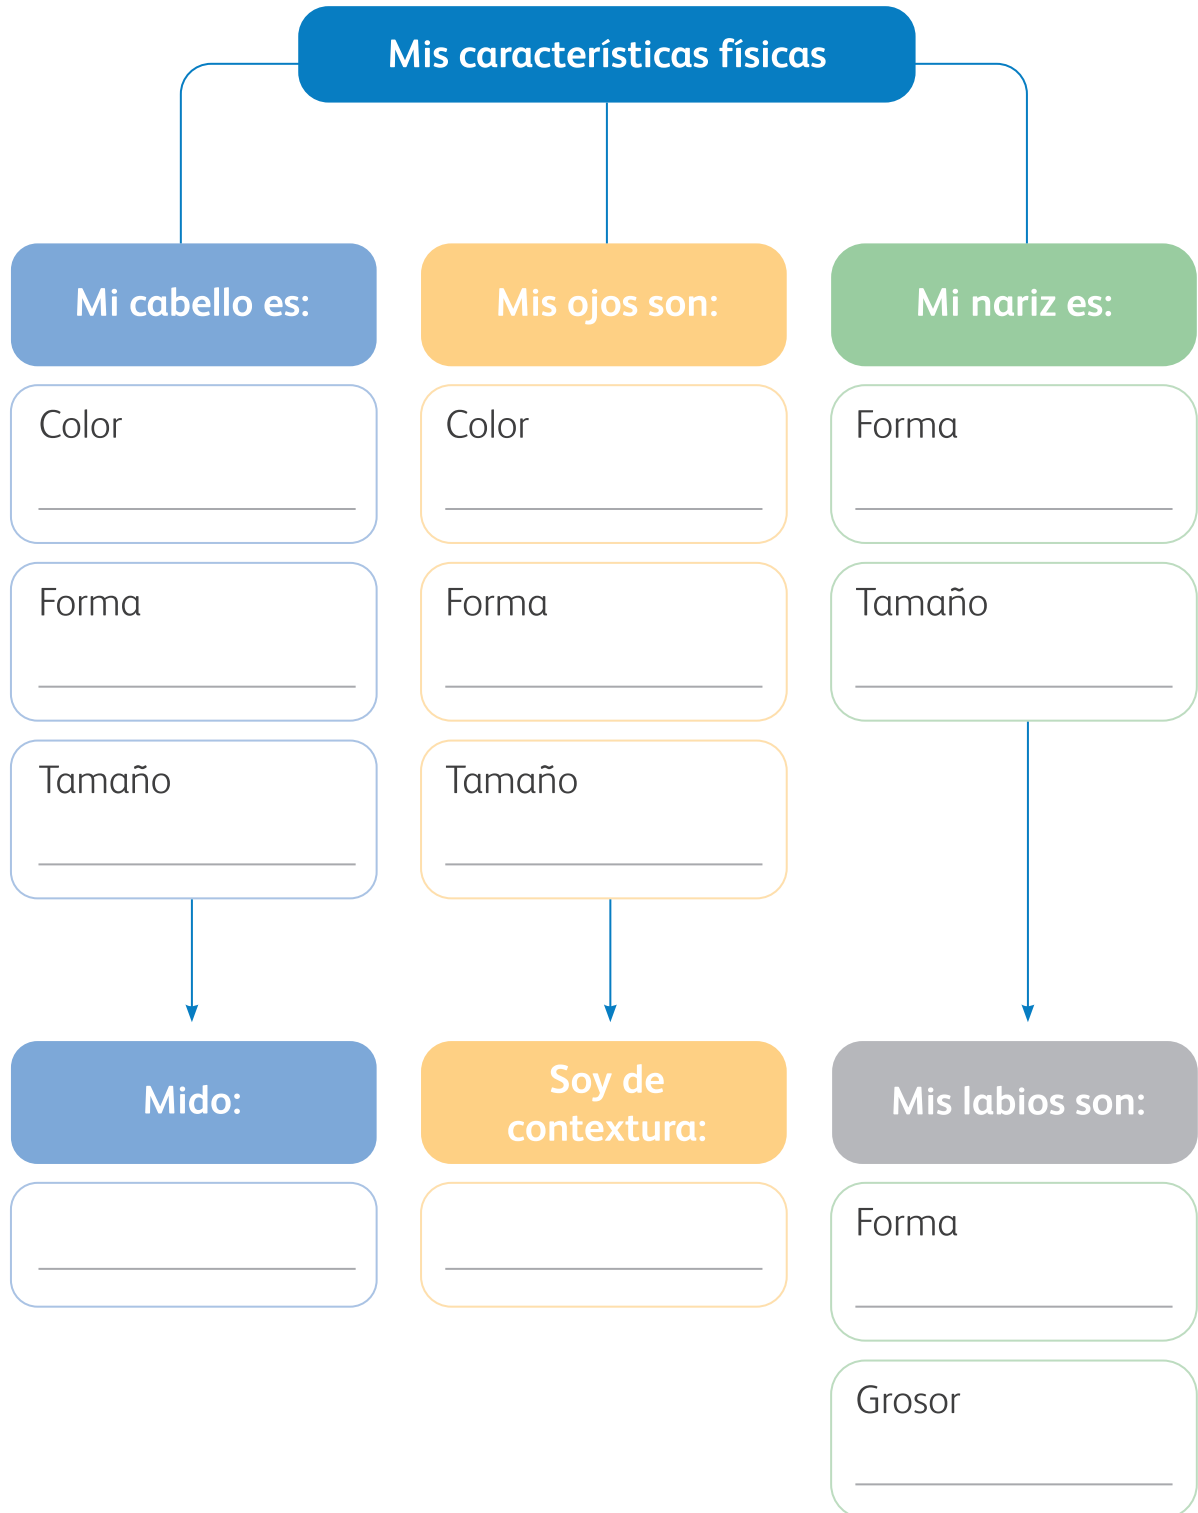 Mis características físicas
Mi cabello es:
Color
Forma
Tamaño
Mis ojos son:
Color
Forma
Tamaño
Mi nariz es:
Forma
Tamaño
Mido:
Soy de
contextura:
Mis labios son:
Forma
Grosor